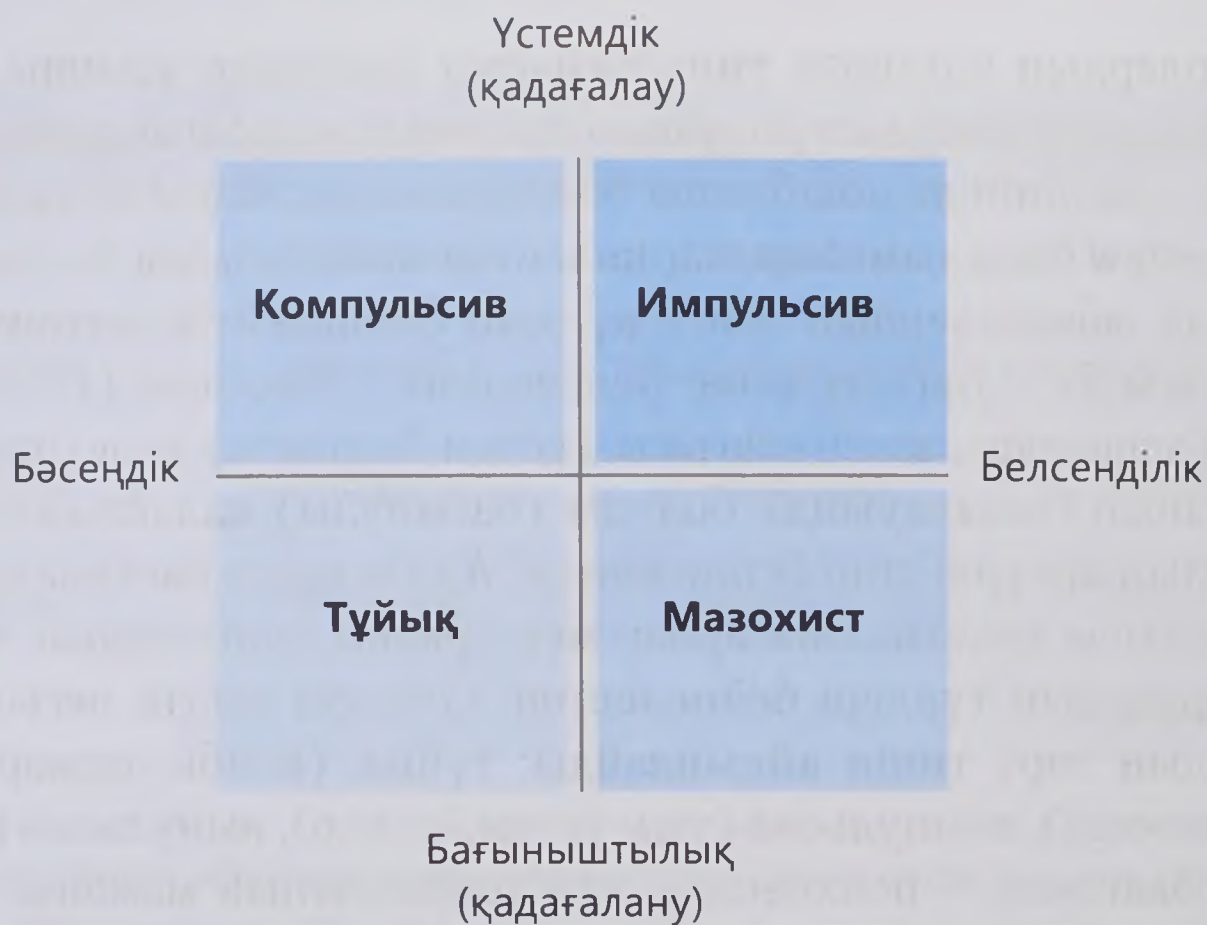 Үстемдік
(қадағалау)
Компульсив Импульсив
Бәсеңдік Белсенділік
Тұйық Мазохист
Бағыныштылық
(қадағалану)